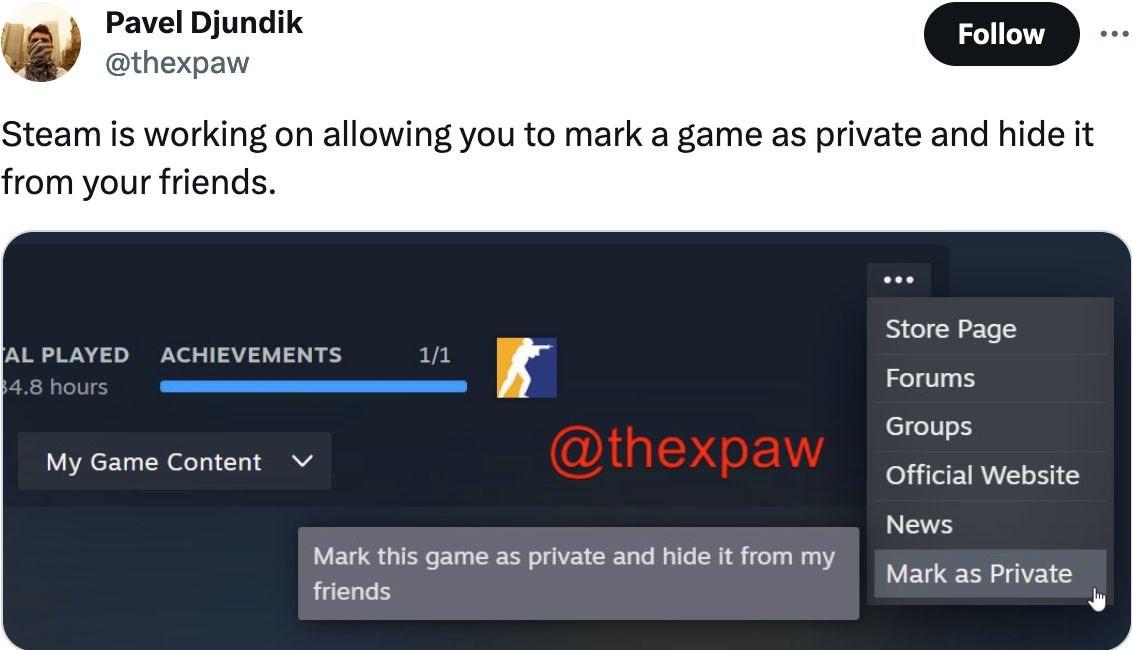 Pavel Djundik
@thexpaw
Follow
Steam is working on allowing you to mark a game as private and hide it
from your friends.
TAL PLAYED
34.8 hours
ACHIEVEMENTS 1/1
My Game Content
@thexpaw
Store Page
Forums
Groups
Official Website
News
Mark as Private
Mark this game as private and hide it from my
friends